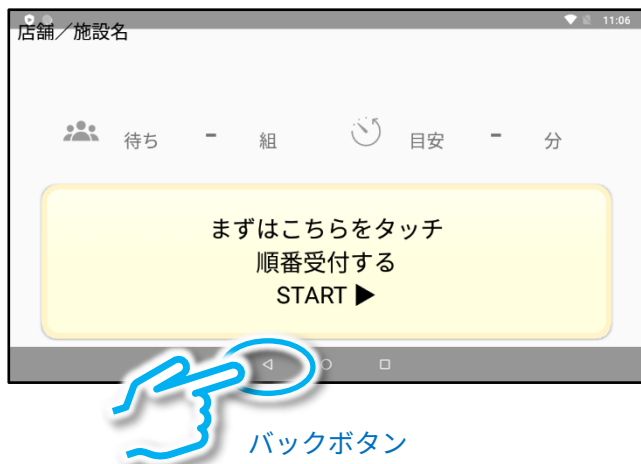 11:06
店舗／施設名
待ち - 組 目安 - 分
まずはこちらをタッチ
順番受付する
START ▶
バックボタン